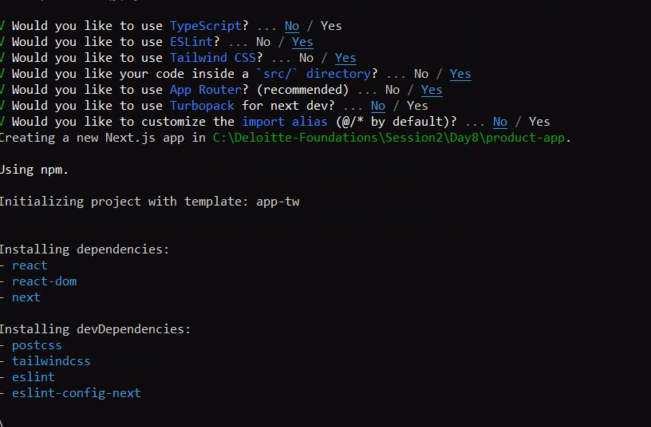 √ Would you like to use TypeScript? ... No / Yes
√ Would you like to use ESLint? ... No / Yes
√ Would you like to use Tailwind CSS? ... No / Yes
√ Would you like your code inside a `src/` directory? ... No / Yes
√ Would you like to use App Router? (recommended) ... No / Yes
√ Would you like to use Turbopack for next dev? ... No / Yes
√ Would you like to customize the import alias (@/* by default)? ... No / Yes
Creating a new Next.js app in C:\Deloitte-Foundations\Session2\Day8\product-app.
Using npm.
Initializing project with template: app-tw
Installing dependencies:
- react
- react-dom
- next
Installing devDependencies:
- postcss
- tailwindcss
- eslint
- eslint-config-next
\